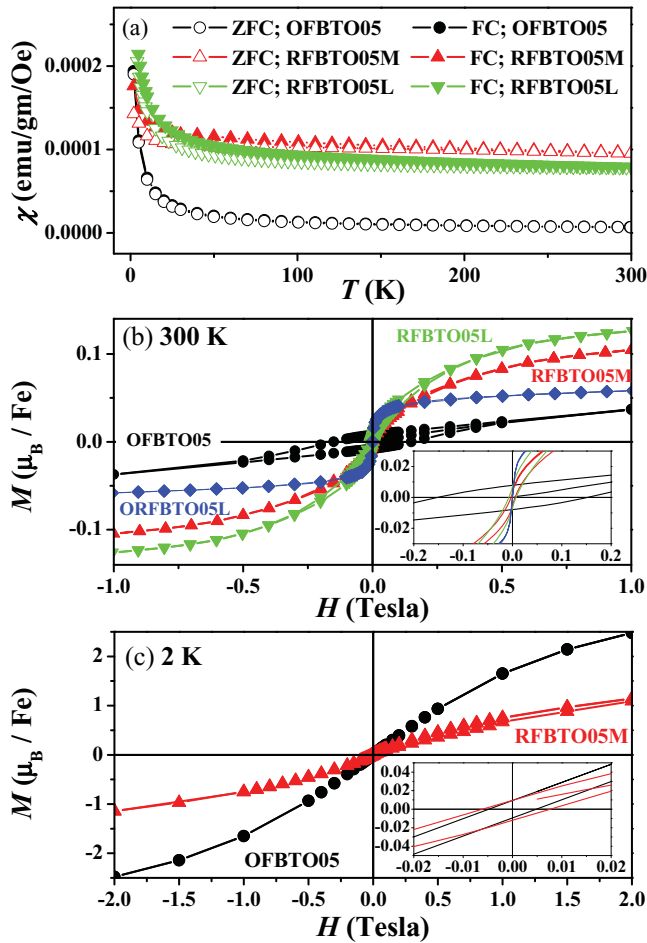 (a)
ZFC; OFBTO05 FC; OFBTO05
ZFC; RFBTO05M FC; RFBTO05M
ZFC; RFBTO05L FC; RFBTO05L
0.0002
0.0001
0.0000
χ (emu/gm/Oe)
0 100 200 300
T (K)
(b) 300 K
RFBTO05L
RFBTO05M
OFBTO05
ORFBTO05L
0.1
0.0
-0.1
M (μB / Fe)
0.02
0.00
-0.02
-0.2 -0.1 0.0 0.1 0.2
-1.0 -0.5 0.0 0.5 1.0
H (Tesla)
(c) 2 K
RFBTO05M
OFBTO05
2
1
0
-1
-2
M (μB / Fe)
0.04
0.02
0.00
-0.02
-0.04
-0.02 -0.01 0.00 0.01 0.02
-2.0 -1.5 -1.0 -0.5 0.0 0.5 1.0 1.5 2.0
H (Tesla)